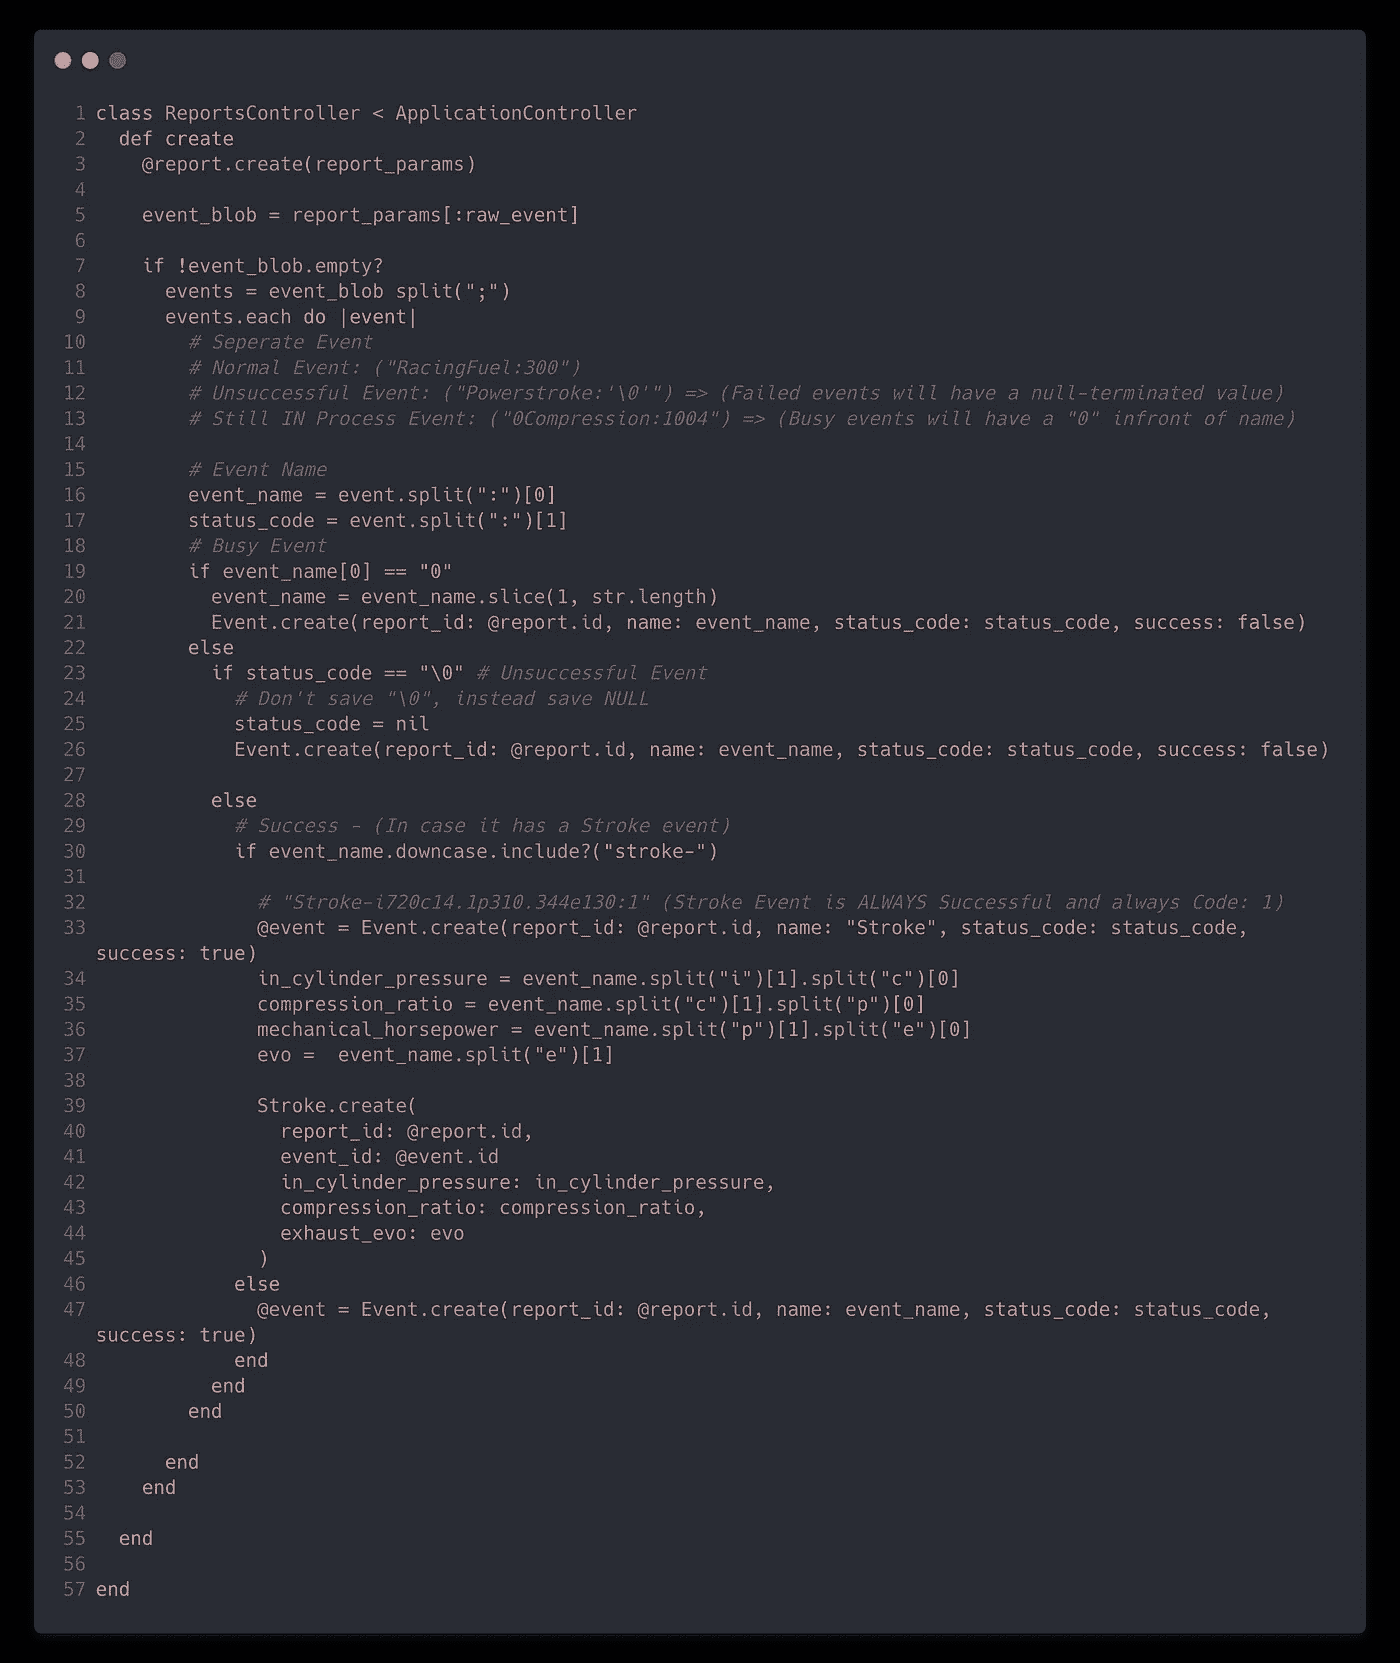 1 class ReportsController < ApplicationController
2   def create
3     @report.create(report_params)
4
5     event_blob = report_params[:raw_event]
6
7     if !event_blob.empty?
8       events = event_blob split(";")
9       events.each do |event|
10         # Seperate Event
11         # Normal Event: ("RacingFuel:300")
12         # Unsuccessful Event: ("Powerstroke:'\0'") => (Failed events will have a null-terminated value)
13         # Still IN Process Event: ("0Compression:1004") => (Busy events will have a "0" infront of name)
14
15         # Event Name
16         event_name = event.split(":")[0]
17         status_code = event.split(":")[1]
18         # Busy Event
19         if event_name[0] == "0"
20           event_name = event_name.slice(1, str.length)
21           Event.create(report_id: @report.id, name: event_name, status_code: status_code, success: false)
22         else
23           if status_code == "\0" # Unsuccessful Event
24             # Don't save "\0", instead save NULL
25             status_code = nil
26             Event.create(report_id: @report.id, name: event_name, status_code: status_code, success: false)
27
28           else
29             # Success - (In case it has a Stroke event)
30             if event_name.downcase.include?("stroke-")
31
32               # "Stroke-i720c14.1p310.344e130:1" (Stroke Event is ALWAYS Successful and always Code: 1)
33               @event = Event.create(report_id: @report.id, name: "Stroke", status_code: status_code,
success: true)
34               in_cylinder_pressure = event_name.split("i")[1].split("c")[0]
35               compression_ratio = event_name.split("c")[1].split("p")[0]
36               mechanical_horsepower = event_name.split("p")[1].split("e")[0]
37               evo =  event_name.split("e")[1]
38
39               Stroke.create(
40                 report_id: @report.id,
41                 event_id: @event.id
42                 in_cylinder_pressure: in_cylinder_pressure,
43                 compression_ratio: compression_ratio,
44                 exhaust_evo: evo
45               )
46             else
47               @event = Event.create(report_id: @report.id, name: event_name, status_code: status_code,
success: true)
48             end
49           end
50         end
51
52       end
53     end
54
55   end
56
57 end